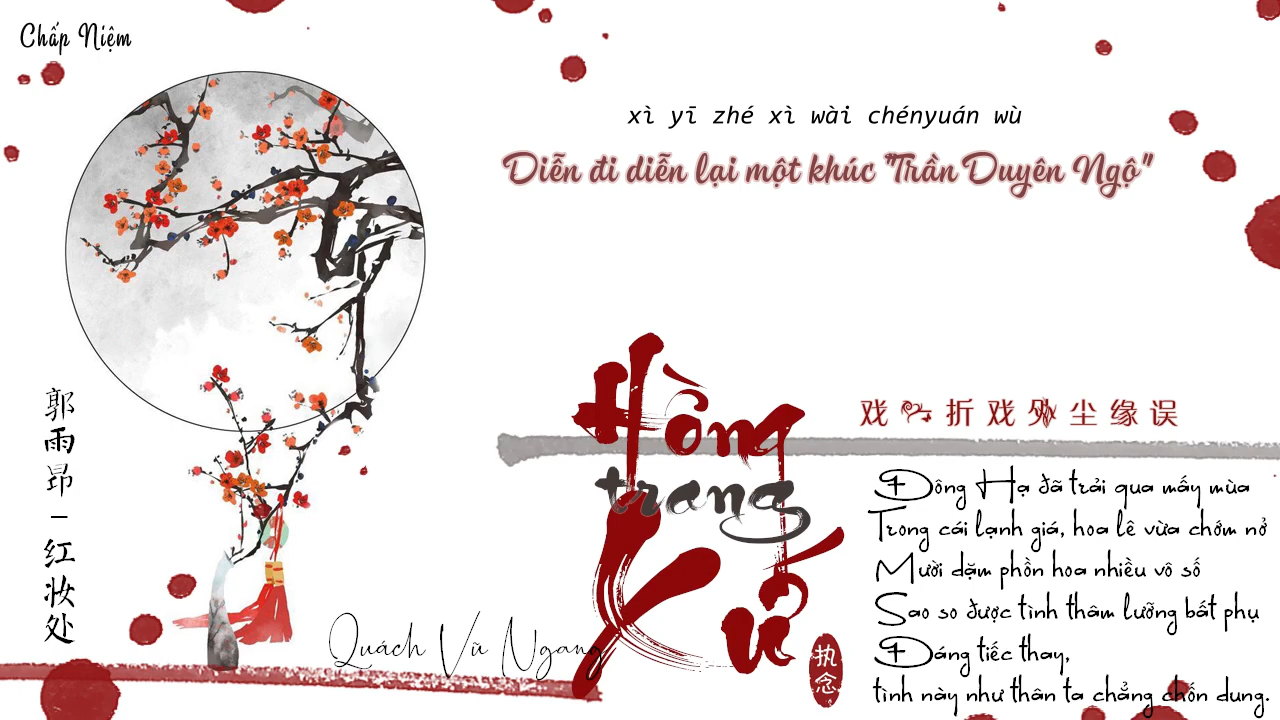 Chấp Niệm
xì yī zhé xì wài chényuán wù
Diễn đi diễn lại một khúc "Trần Duyên Ngộ"
郭雨昂 - 红妆处
Hồng
trang
Xứ
执念
Quách Vũ Ngang
戏一折戏外尘缘误
Đông Hạ đã trải qua mấy mùa
Trong cái lạnh giá, hoa lê vừa chớm nở
Mười dặm phồn hoa nhiều vô số
Sao so được tình thâm lưỡng bất phụ
Đáng tiếc thay,
tình này như thân ta chẳng chốn dung.